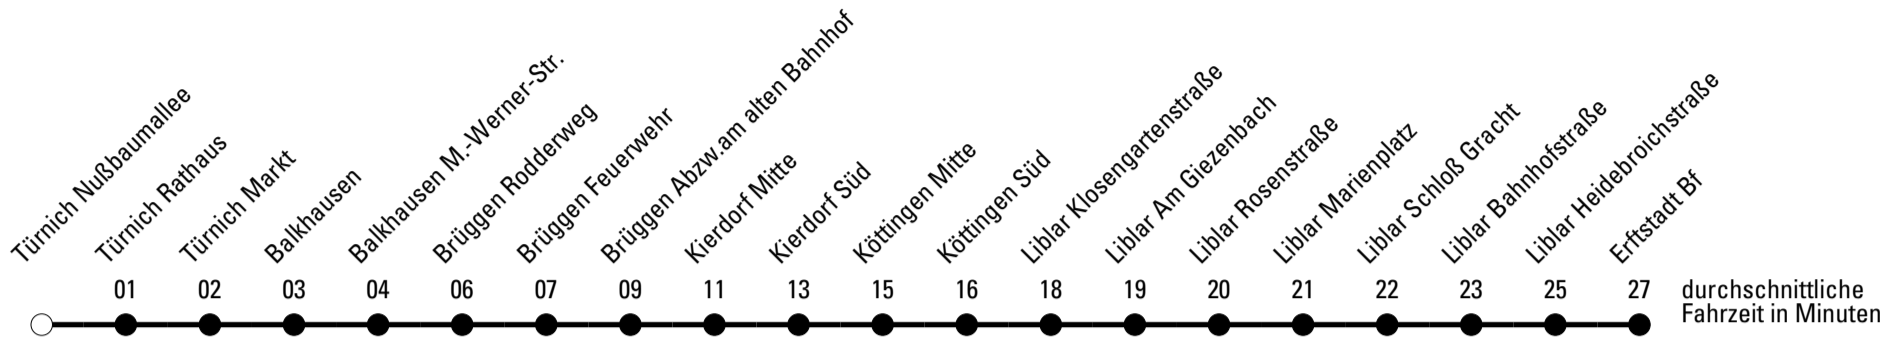 Türnich Nußbaumallee
Türnich Rathaus
Türnich Markt
Balkhausen
Balkhausen M.-Werner-Str.
Brüggen Rodderweg
Brüggen Feuerwehr
Brüggen Abzw.am alten Bahnhof
Kierdorf Mitte
Kierdorf Süd
Köttingen Mitte
Köttingen Süd
Liblar Klosengartenstraße
Liblar Am Giezenbach
Liblar Rosenstraße
Liblar Marienplatz
Liblar Schloß Gracht
Liblar Bahnhofstraße
Liblar Heidebroichstraße
Erftstadt Bf
01 02 03 04 06 07 09 11 13 15 16 18 19 20 21 22 23 25 27
durchschnittliche
Fahrzeit in Minuten